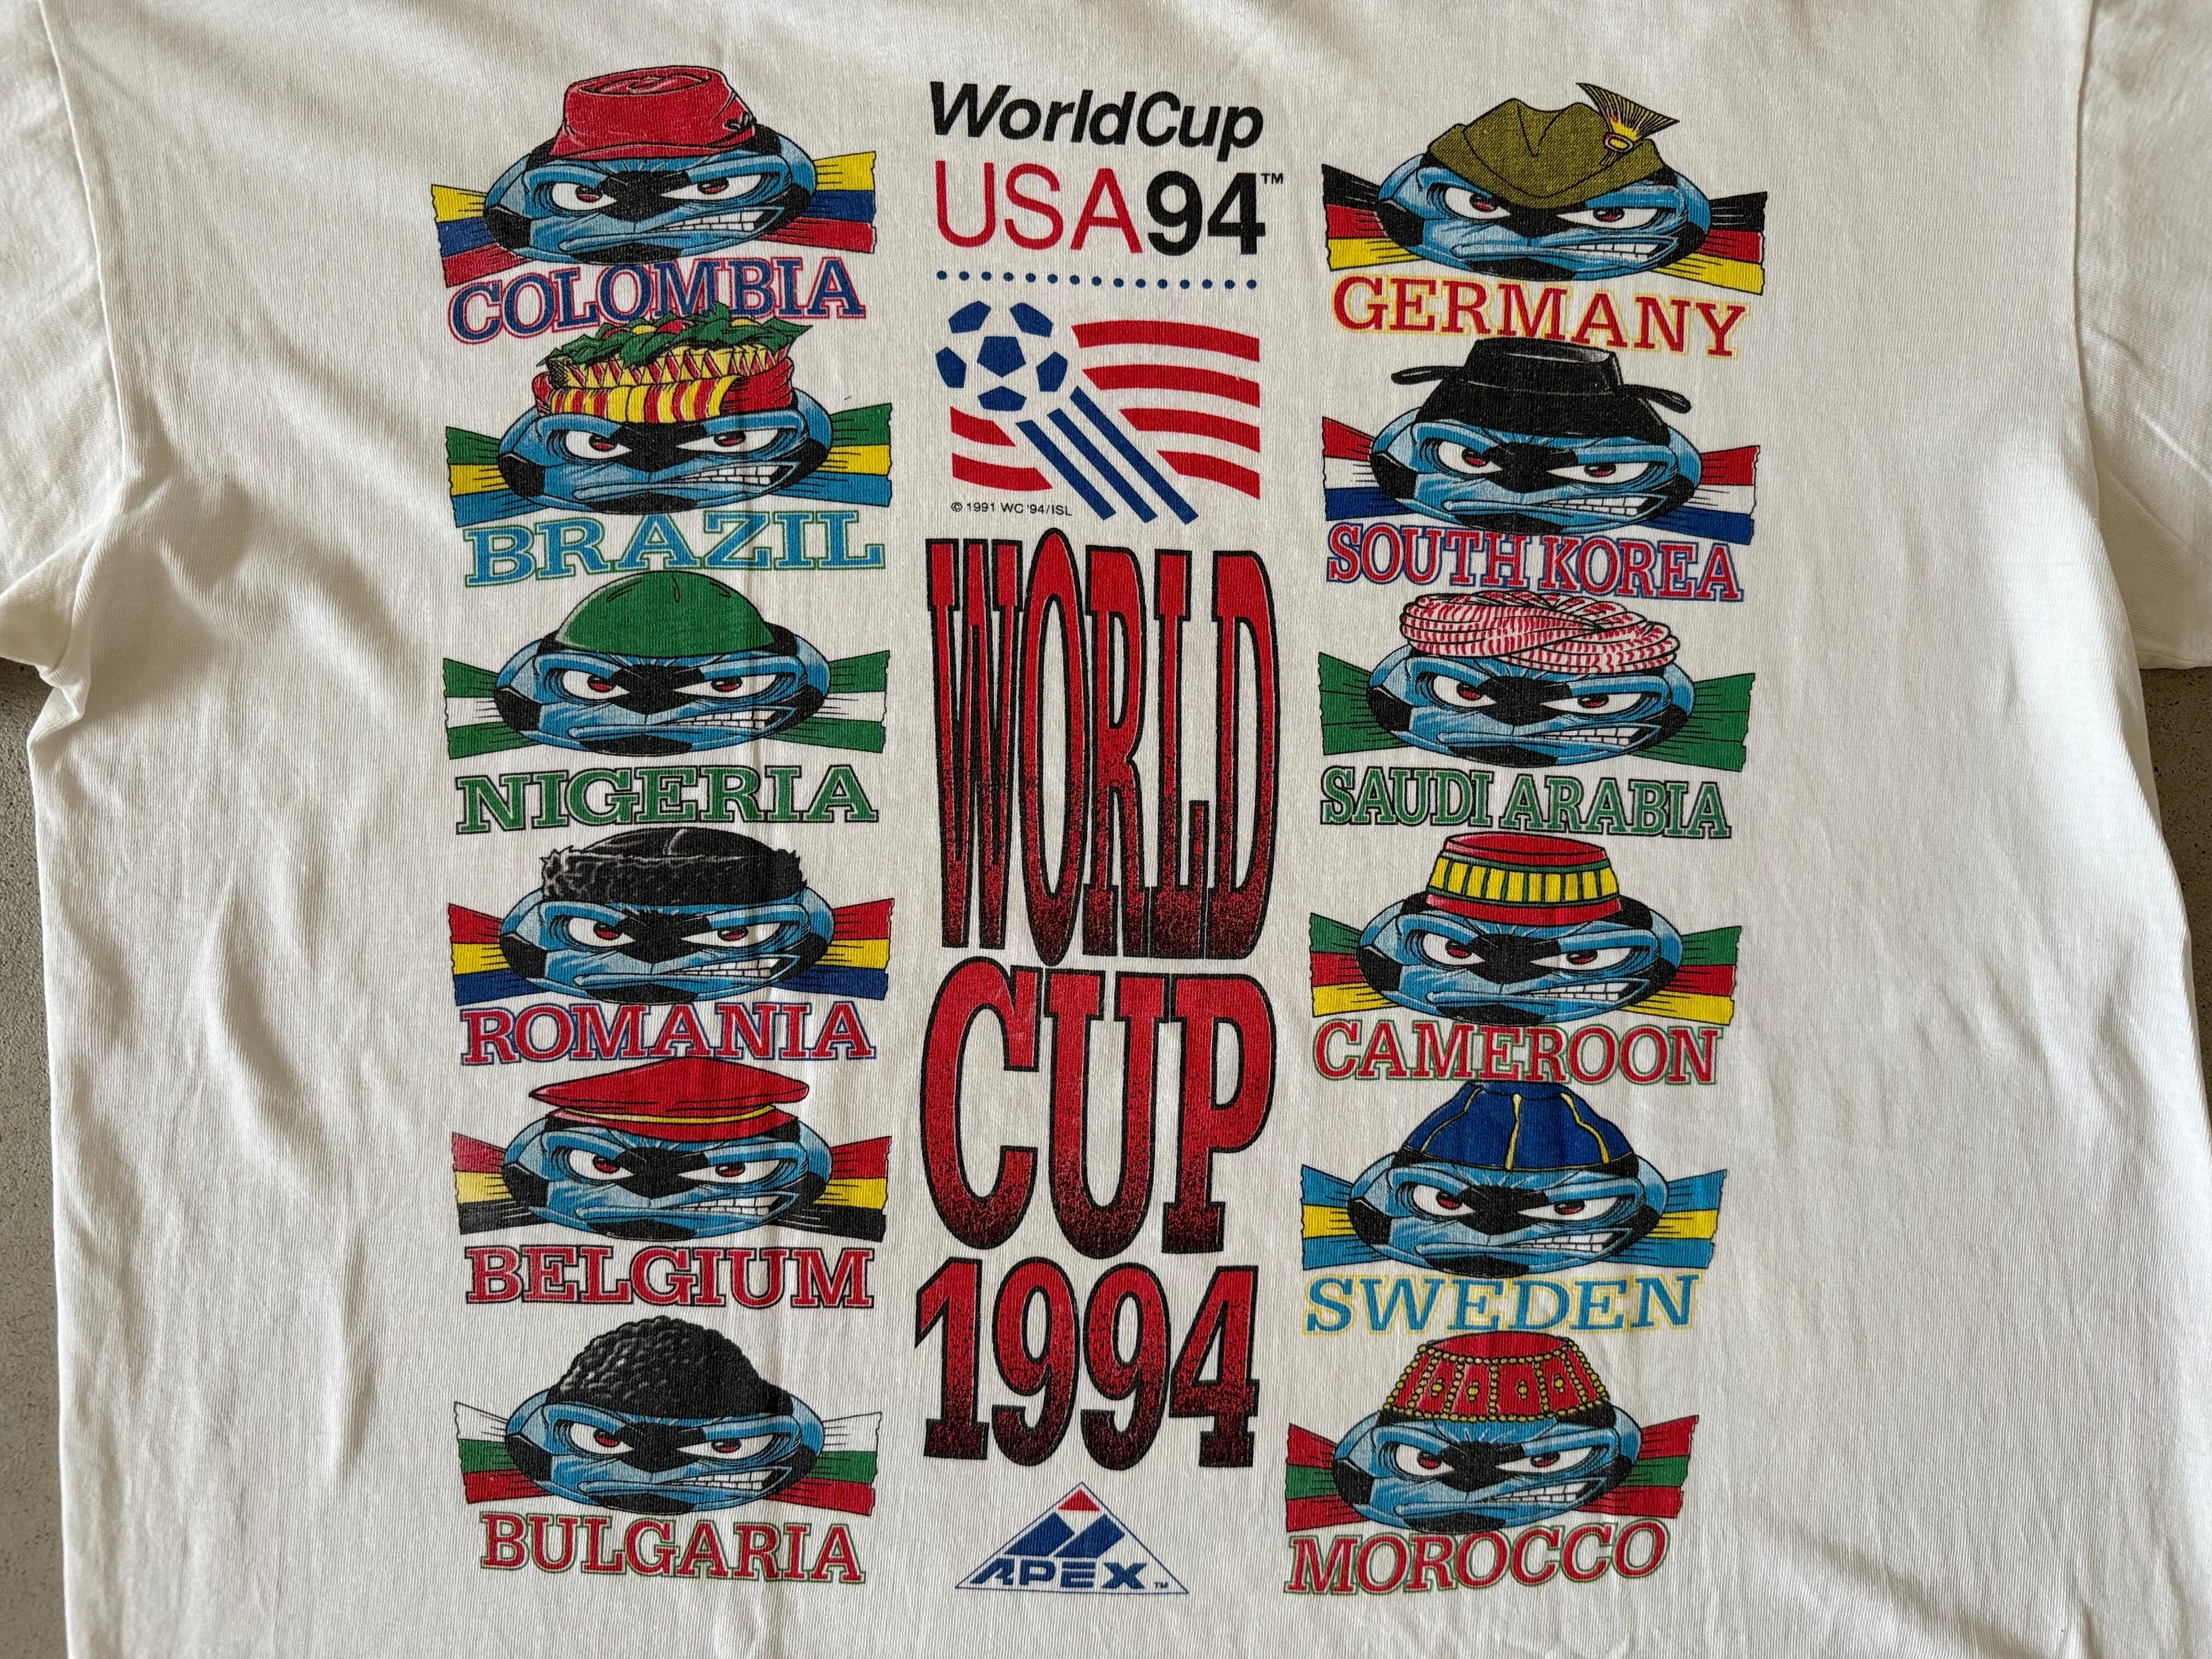 WorldCup
USA94™
© 1991 WC '94/ISL
WORLD
CUP
1994
APEX™
COLOMBIA
BRAZIL
NIGERIA
ROMANIA
BELGIUM
BULGARIA
GERMANY
SOUTH KOREA
SAUDI ARABIA
CAMEROON
SWEDEN
MOROCCO